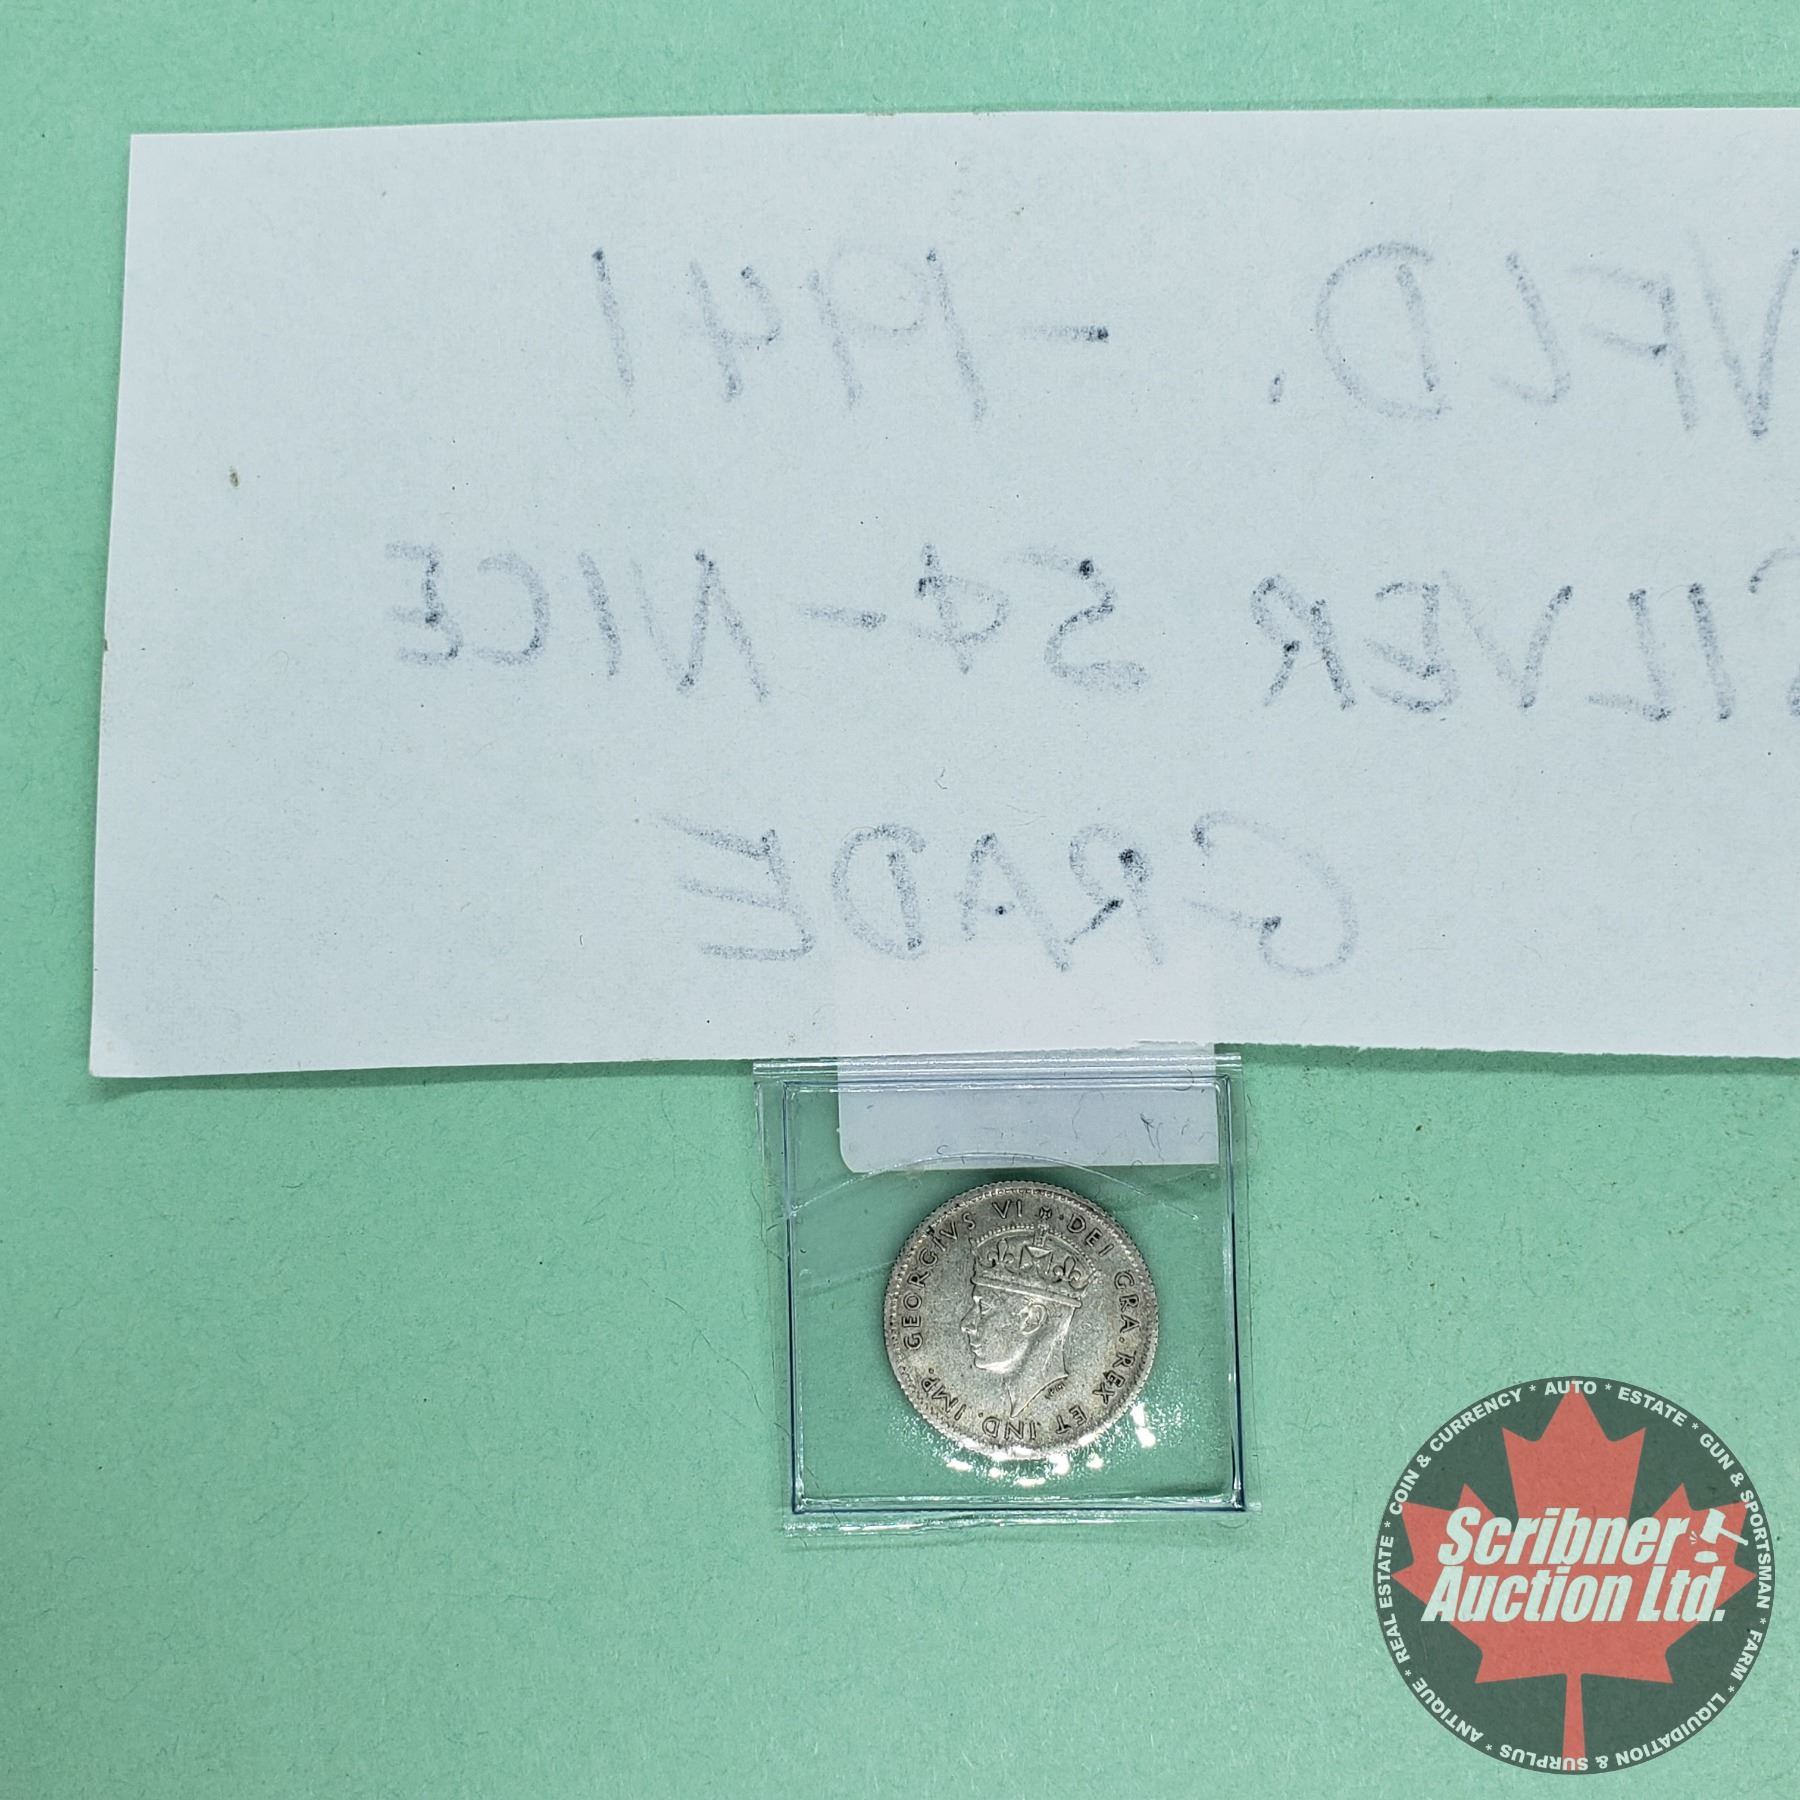 NFLD. - 1941
SILVER 5¢ - NICE
GRADE
GEORGIVS VI DEI GRA. REX ET IND. IMP.
Scribner
Auction Ltd.
ANTIQUE * REAL ESTATE * COIN & CURRENCY * AUTO * ESTATE * GUN & SPORTSMAN * FARM * LIQUIDATION & SURPLUS *